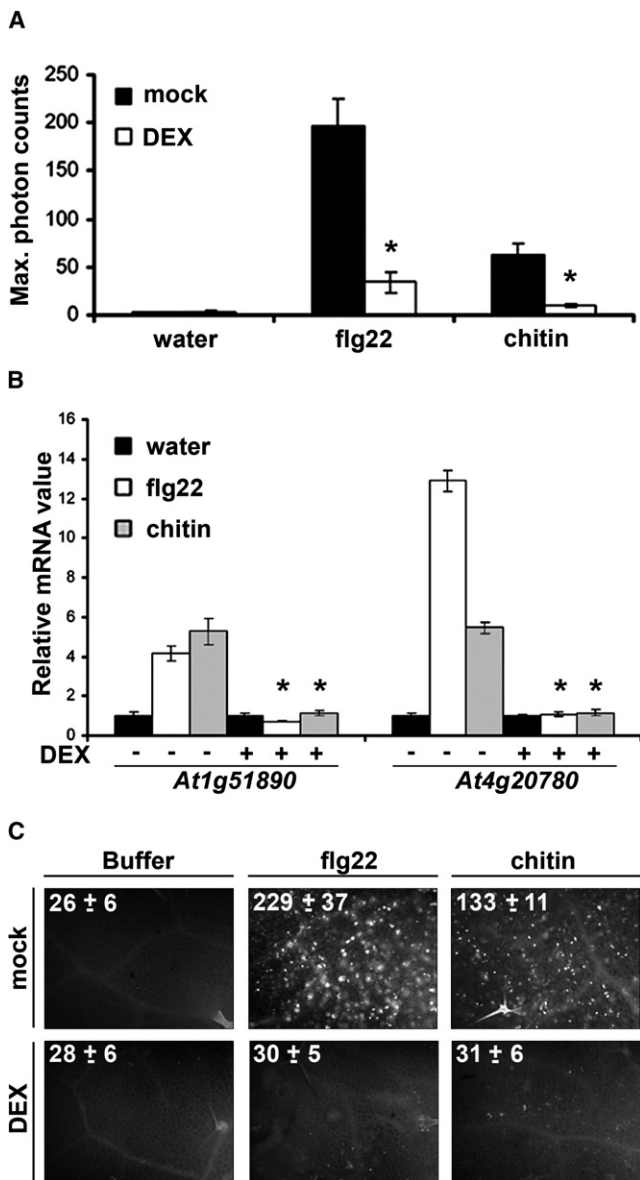 A
Max. photon counts
250
200
150
100
50
0
mock
DEX
*
*
water flg22 chitin
B
Relative mRNA value
16
14
12
10
8
6
4
2
0
water
flg22
chitin
* * * *
DEX - - - + + + - - - + + +
At1g51890 At4g20780
C
Buffer flg22 chitin
mock
26 ± 6 229 ± 37 133 ± 11
DEX
28 ± 6 30 ± 5 31 ± 6